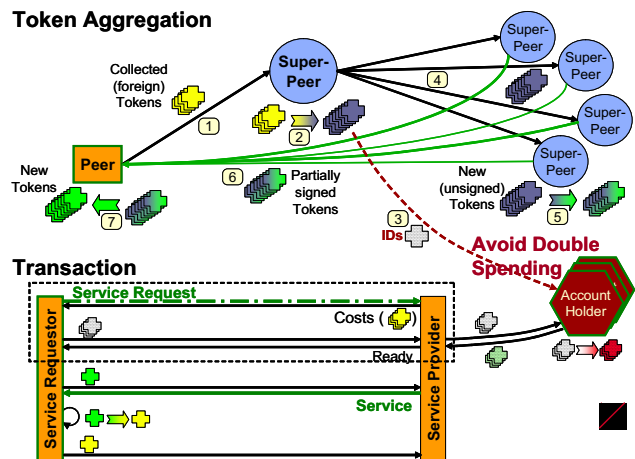 Token Aggregation
Super-
Peer
Super-
Peer
Super-
Peer
Collected
(foreign)
Tokens
4
1
2
Super-
Peer
Peer
Super-
Peer
New
Tokens
6
Partially
signed
Tokens
New
(unsigned)
Tokens
7
3
5
IDs
Avoid Double
Spending
Transaction
Service Request
Account
Holder
Costs ( )
Ready
Service
Service Requestor
Service Provider